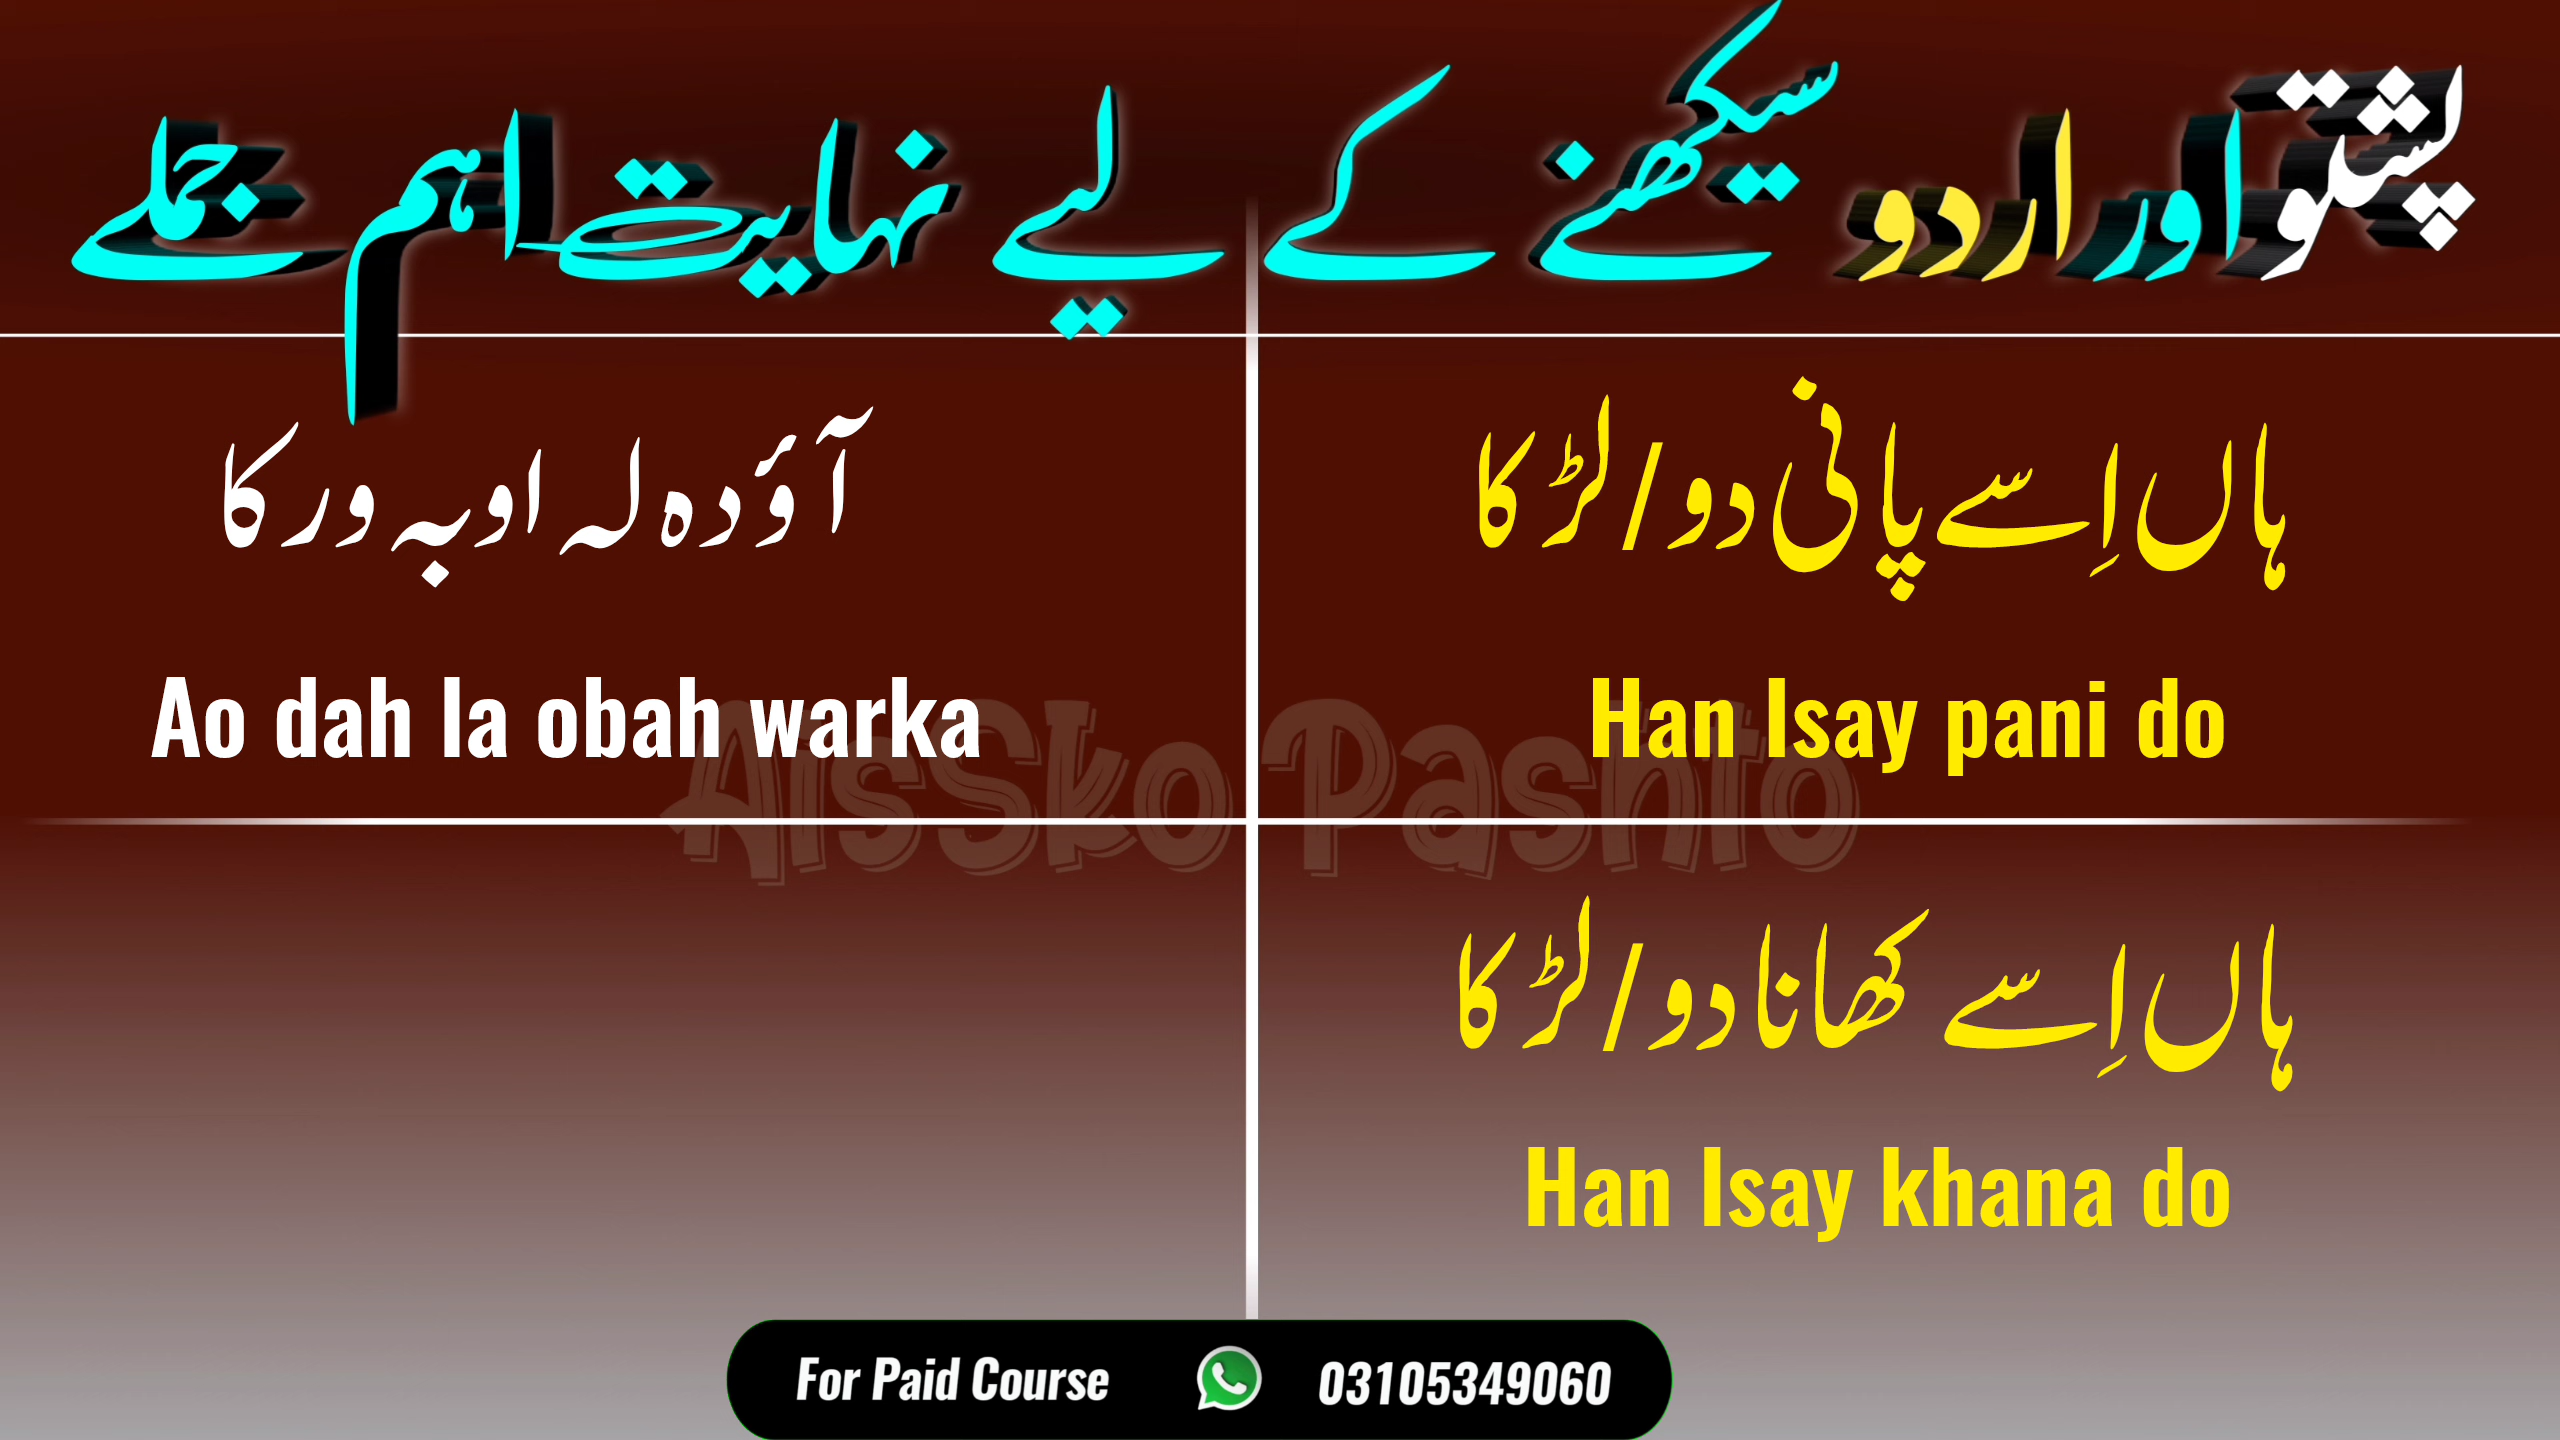 پشتو اور اردو سیکھنے کے لیے نہایت اہم جملے
ہاں اِسے پانی دو/لڑکا
آؤ دہ لہ اوبہ ورکا
Han Isay pani do
Ao dah la obah warka
AisSko Pashto
ہاں اِسے کھانا دو/لڑکا
Han Isay khana do
For Paid Course 03105349060